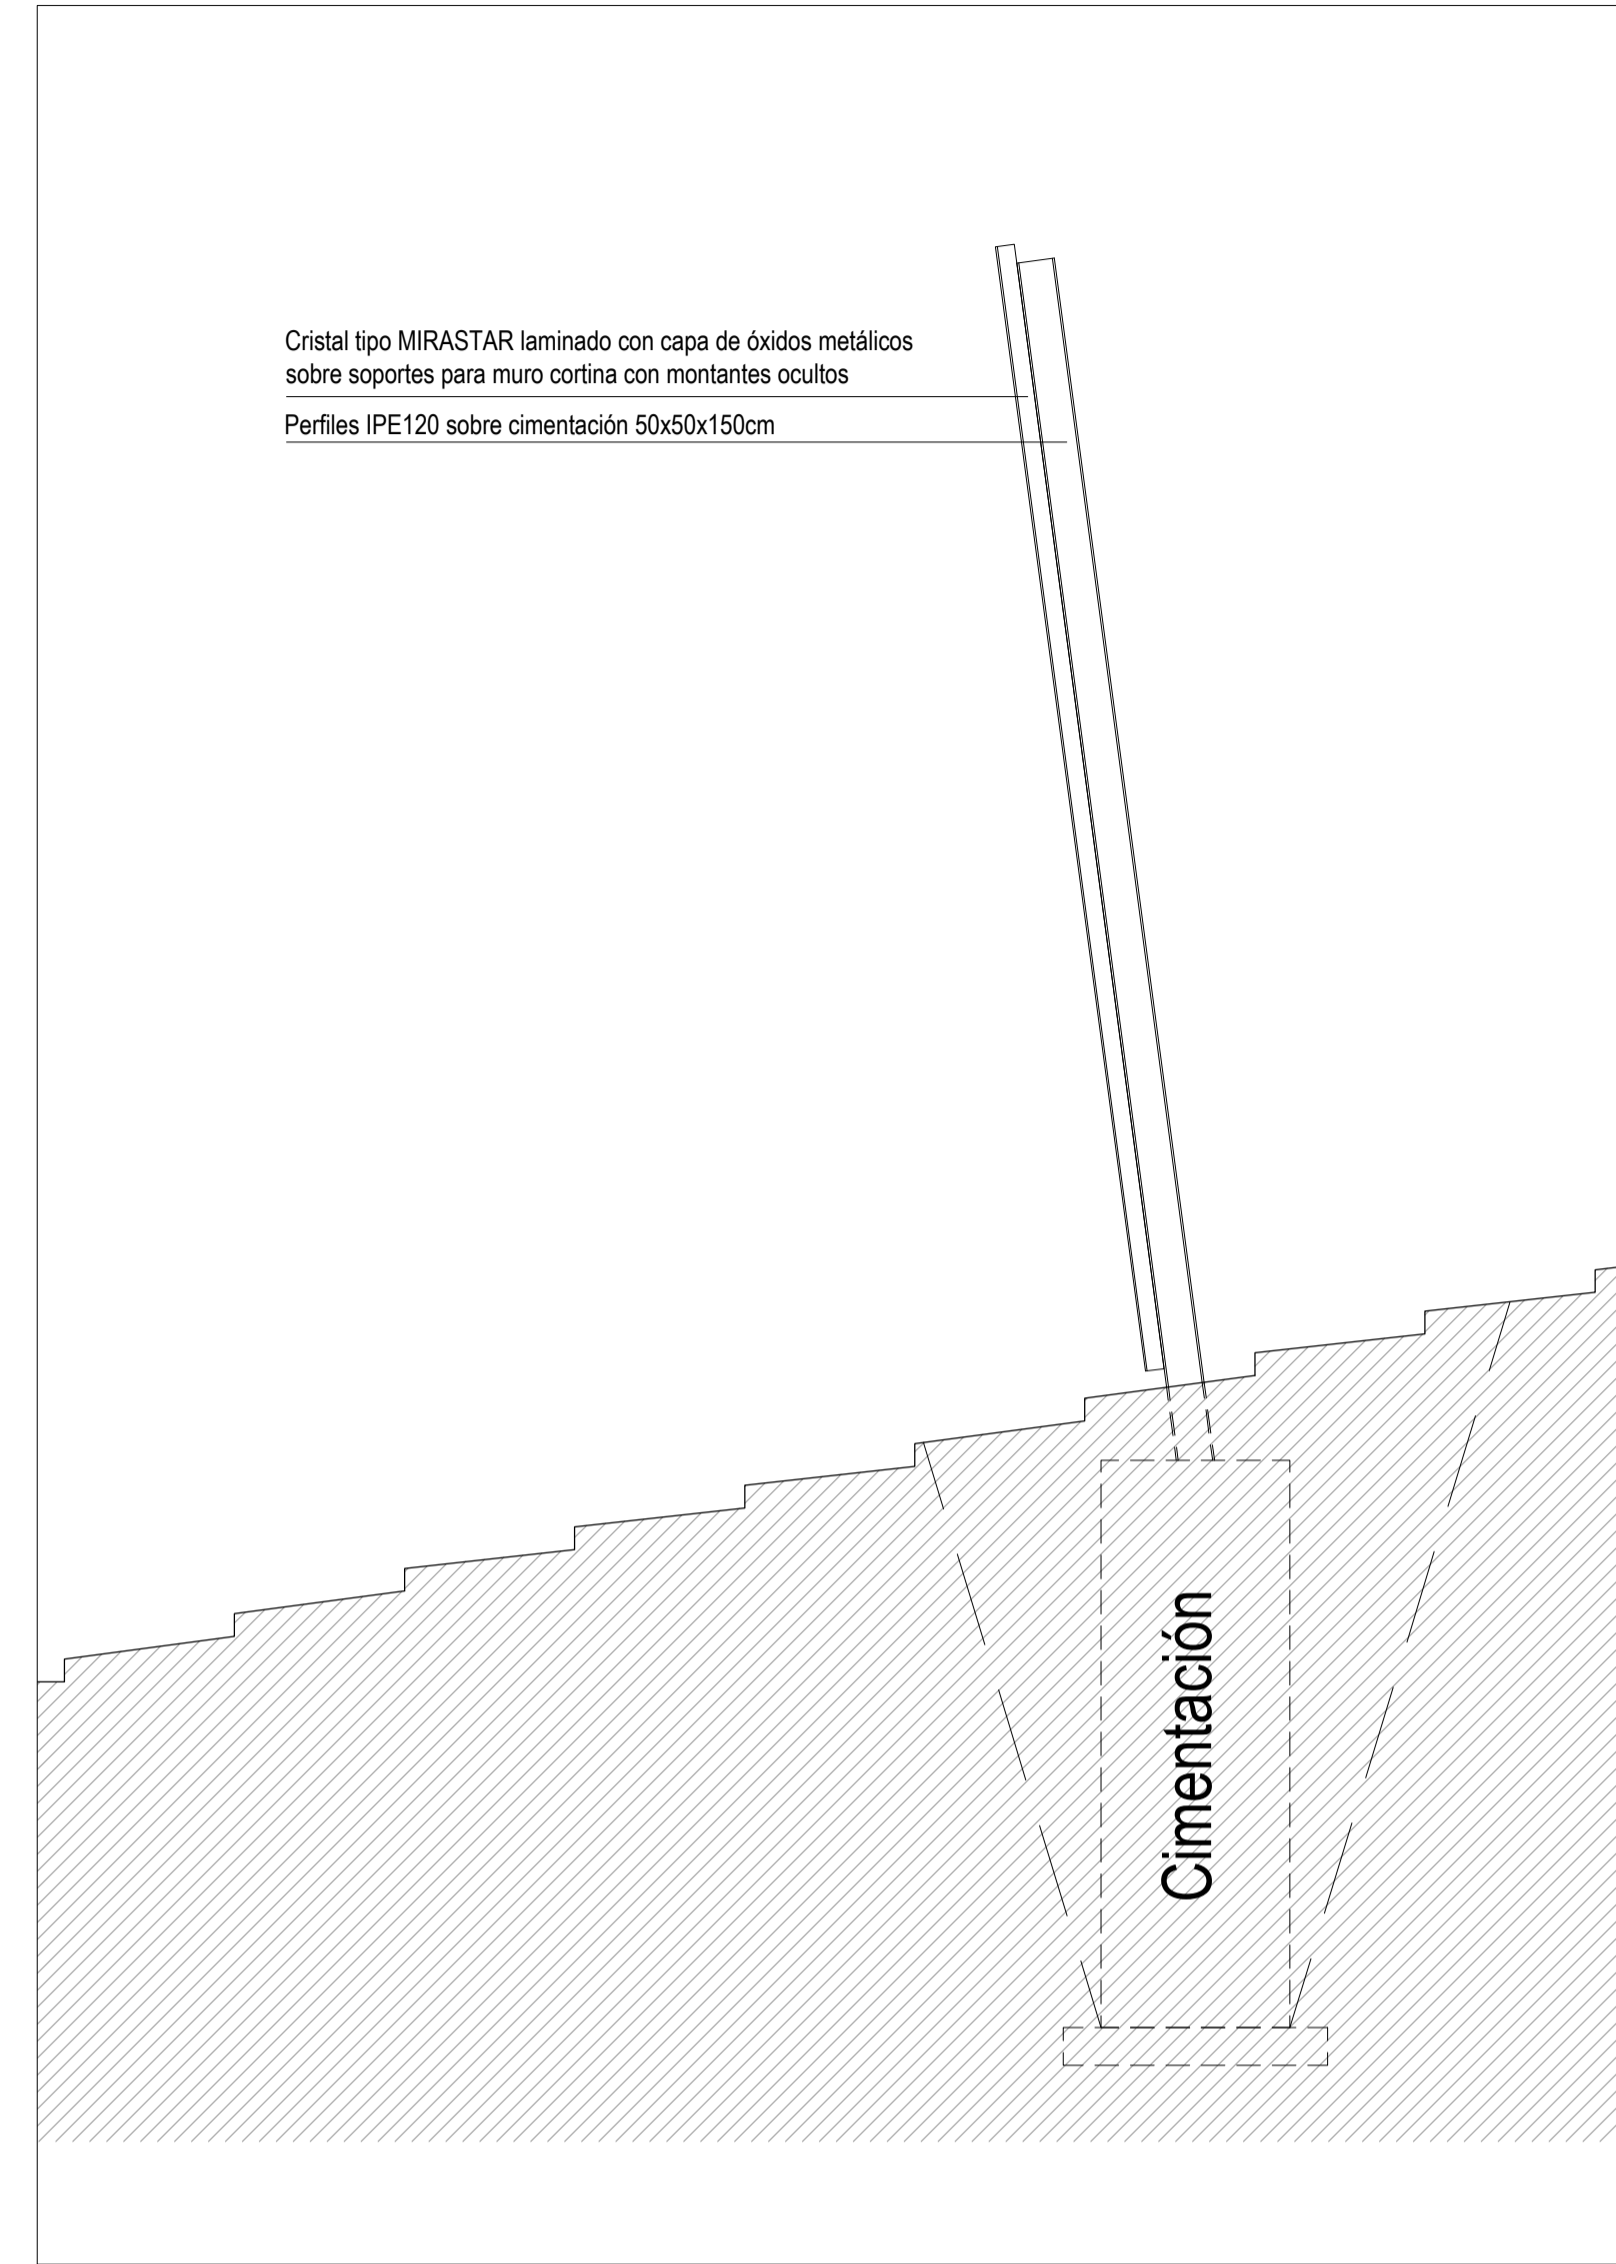 Cristal tipo MIRASTAR laminado con capa de óxidos metálicos
sobre soportes para muro cortina con montantes ocultos
Perfiles IPE120 sobre cimentación 50x50x150cm
Cimentación